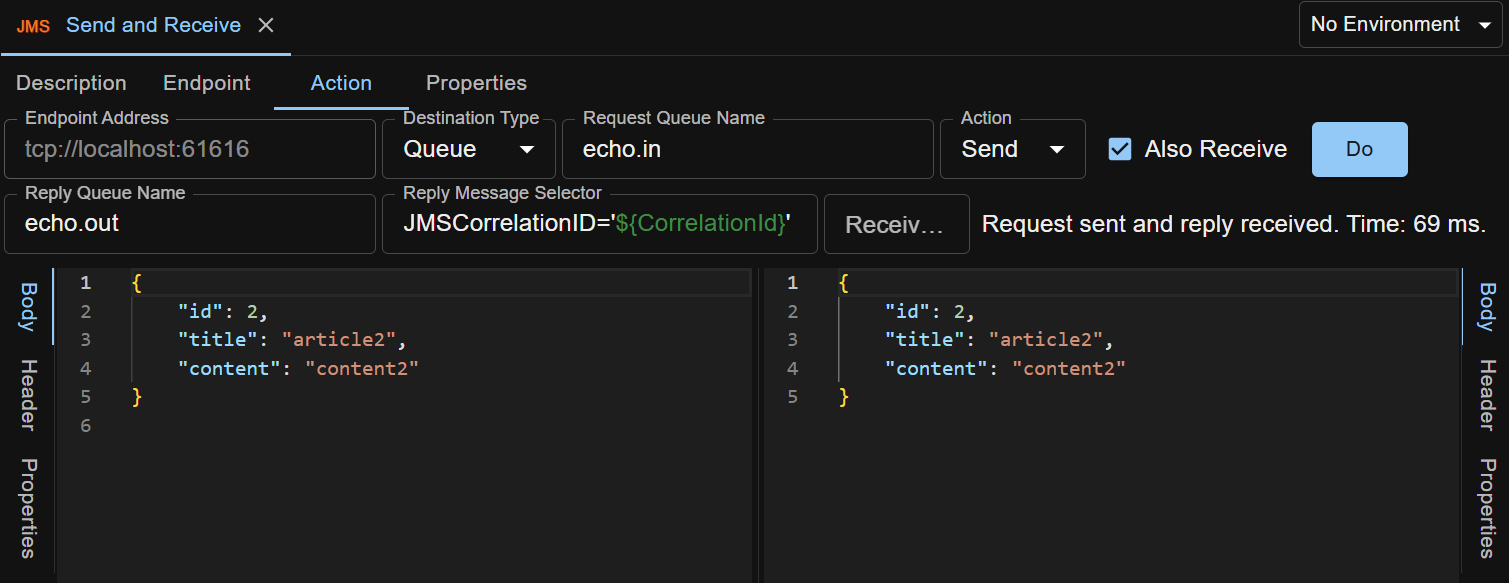 JMS Send and Receive
No Environment
Description Endpoint Action Properties
Endpoint Address Destination Type Request Queue Name Action
tcp://localhost:61616 Queue echo.in Send Also Receive Do
Reply Queue Name Reply Message Selector
echo.out JMSCorrelationID='${CorrelationId}' Receiv… Request sent and reply received. Time: 69 ms.
Body
Header
Properties
1 {
2 "id": 2,
3 "title": "article2",
4 "content": "content2"
5 }
6
1 {
2 "id": 2,
3 "title": "article2",
4 "content": "content2"
5 }
Body
Header
Properties